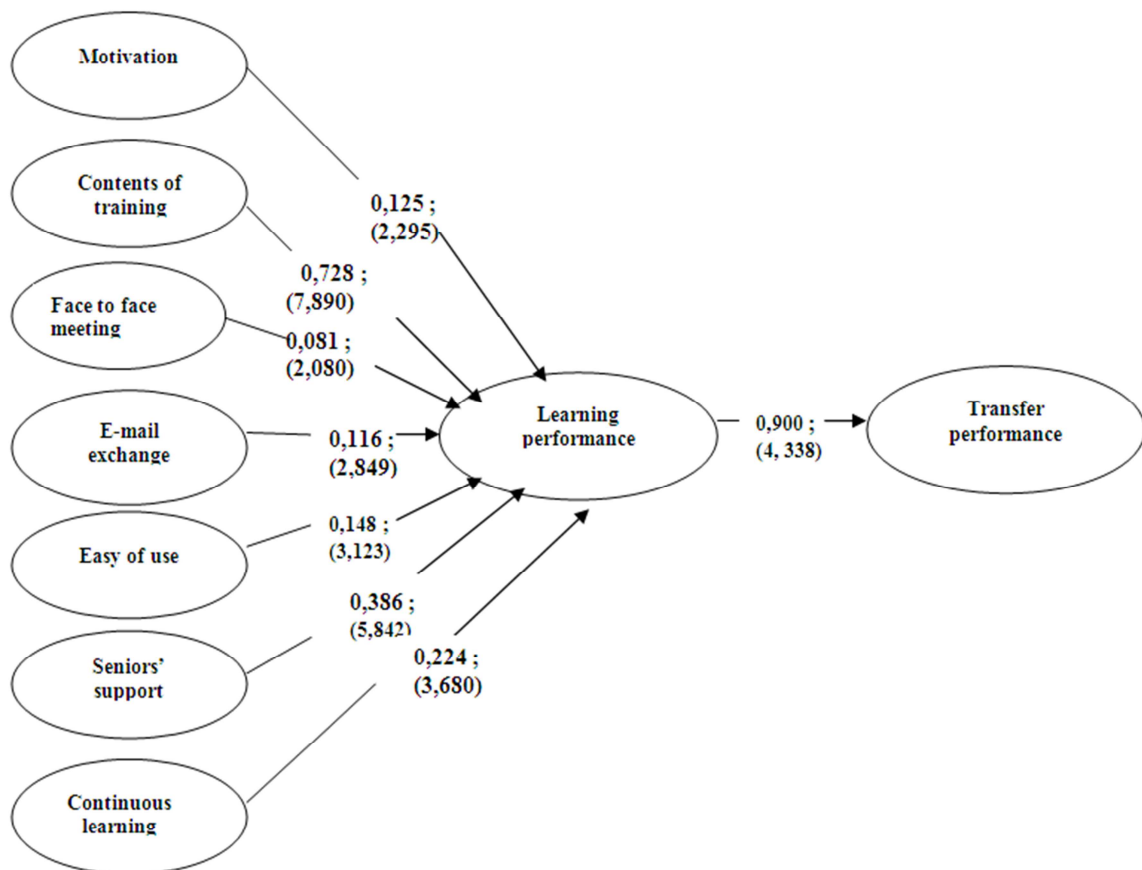 Motivation
Contents of
training
Face to face
meeting
E-mail
exchange
Easy of use
Seniors'
support
Continuous
learning
0,125 ;
(2,295)
0,728 ;
(7,890)
0,081 ;
(2,080)
0,116 ;
(2,849)
0,148 ;
(3,123)
0,386 ;
(5,842)
0,224 ;
(3,680)
Learning
performance
0,900 ;
(4, 338)
Transfer
performance